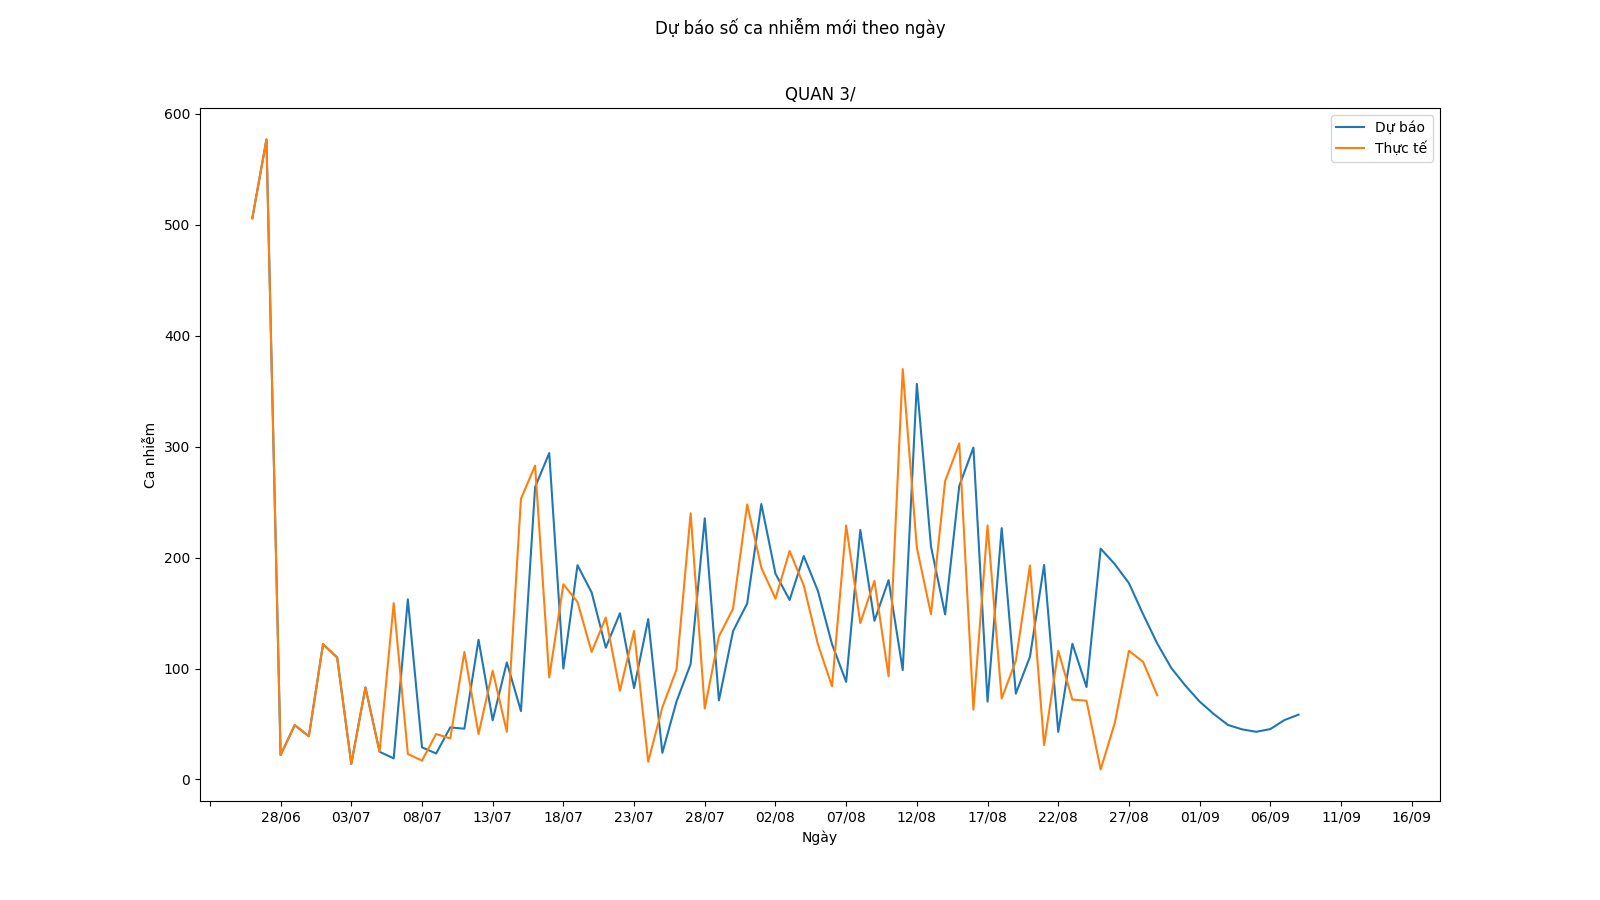 Dự báo số ca nhiễm mới theo ngày
QUAN 3/
Dự báo
Thực tế
600
500
400
300
200
100
0
Ca nhiễm
28/06 03/07 08/07 13/07 18/07 23/07 28/07 02/08 07/08 12/08 17/08 22/08 27/08 01/09 06/09 11/09 16/09
Ngày